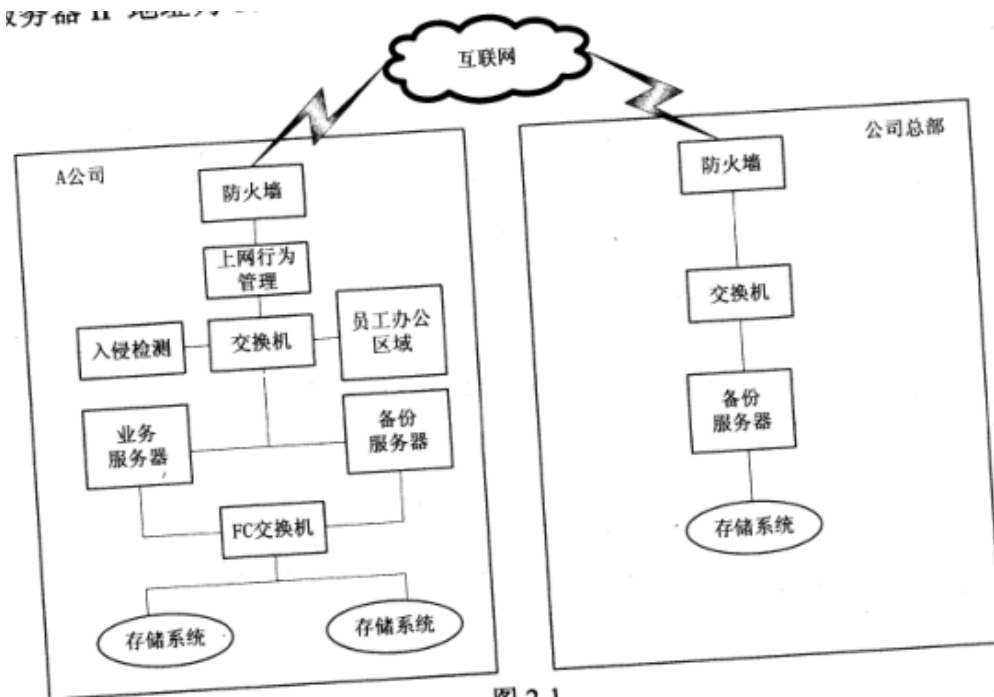 互联网
A公司
防火墙
上网行为
管理
入侵检测
交换机
员工办公
区域
业务
服务器
备份
服务器
FC交换机
存储系统
存储系统
公司总部
防火墙
交换机
备份
服务器
存储系统
图 2-1